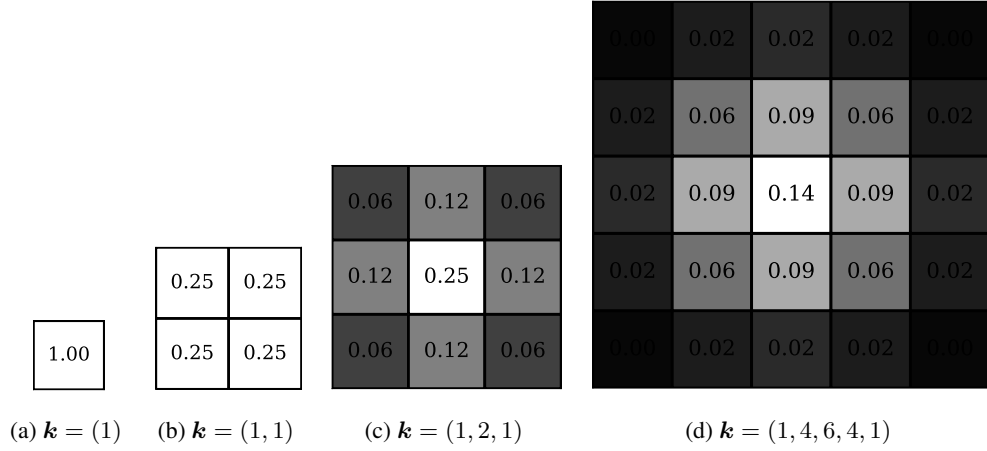 0.00 0.02 0.02 0.02 0.00
0.02 0.06 0.09 0.06 0.02
0.06 0.12 0.06
0.02 0.09 0.14 0.09 0.02
0.25 0.25
0.12 0.25 0.12
0.02 0.06 0.09 0.06 0.02
1.00
0.25 0.25
0.06 0.12 0.06
0.00 0.02 0.02 0.02 0.00
(a) k = (1)
(b) k = (1, 1)
(c) k = (1, 2, 1)
(d) k = (1, 4, 6, 4, 1)